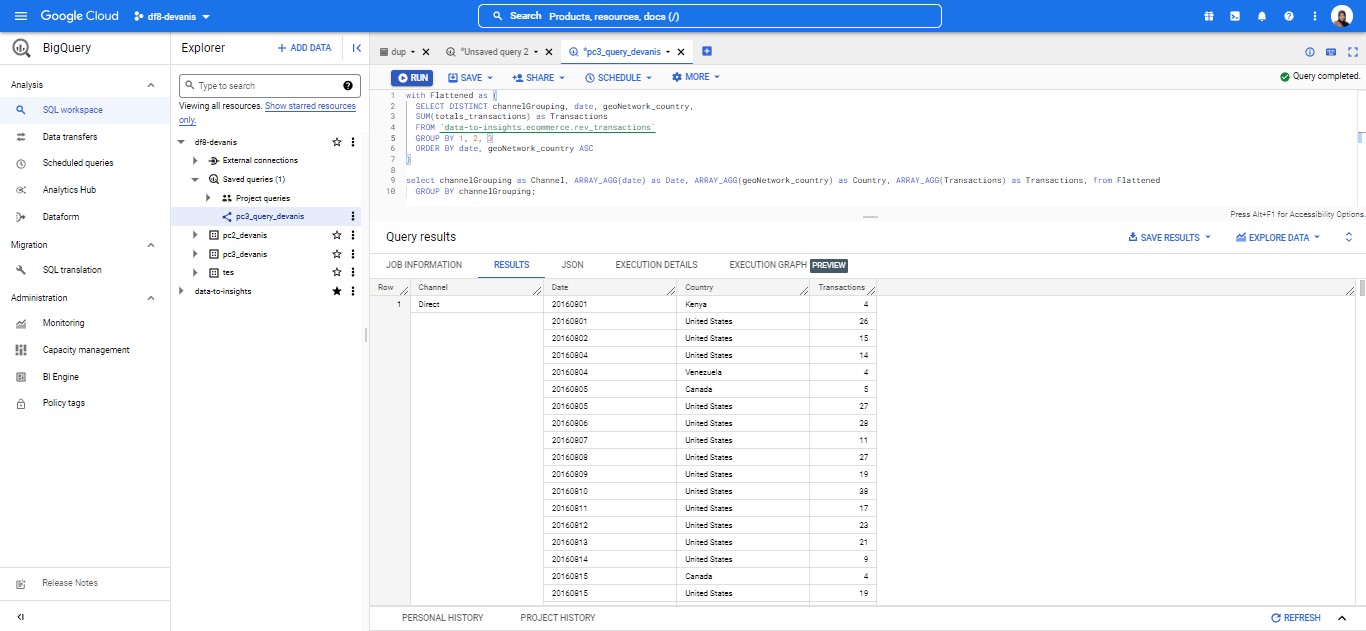 Google Cloud
df8-devanis
Search Products, resources, docs (/)
BigQuery
Explorer
+ ADD DATA
dup
*Unsaved query 2
*pc3_query_devanis
Analysis
SQL workspace
Data transfers
Scheduled queries
Analytics Hub
Dataform
Migration
SQL translation
Administration
Monitoring
Capacity management
BI Engine
Policy tags
Release Notes
Type to search
Viewing all resources. Show starred resources
only.
df8-devanis
External connections
Saved queries (1)
Project queries
pc3_query_devanis
pc2_devanis
pc3_devanis
tes
data-to-insights
RUN
SAVE
SHARE
SCHEDULE
MORE
Query completed.
1 with Flattened as (
2 SELECT DISTINCT channelGrouping, date, geoNetwork_country,
3 SUM(totals_transactions) as Transactions
4 FROM `data-to-insights.ecommerce.rev_transactions`
5 GROUP BY 1, 2, 3
6 ORDER BY date, geoNetwork_country ASC
7 )
8
9 select channelGrouping as Channel, ARRAY_AGG(date) as Date, ARRAY_AGG(geoNetwork_country) as Country, ARRAY_AGG(Transactions) as Transactions, from Flattened
10 GROUP BY channelGrouping;
Press Alt+F1 for Accessibility Options.
Query results
SAVE RESULTS
EXPLORE DATA
JOB INFORMATION RESULTS JSON EXECUTION DETAILS EXECUTION GRAPH PREVIEW
Row Channel Date Country Transactions
1 Direct 20160801 Kenya 4
20160801 United States 26
20160802 United States 15
20160804 United States 14
20160804 Venezuela 4
20160805 Canada 5
20160805 United States 27
20160806 United States 28
20160807 United States 11
20160808 United States 27
20160809 United States 19
20160810 United States 38
20160811 United States 17
20160812 United States 23
20160813 United States 21
20160814 United States 9
20160815 Canada 4
20160815 United States 19
PERSONAL HISTORY PROJECT HISTORY
REFRESH